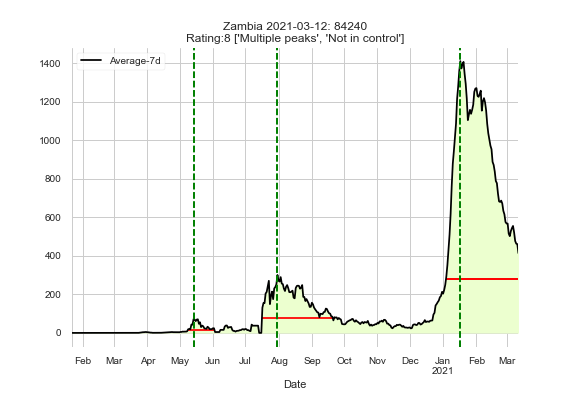 Zambia 2021-03-12: 84240
Rating:8 ['Multiple peaks', 'Not in control']
Average-7d
1400
1200
1000
800
600
400
200
0
Feb Mar Apr May Jun Jul Aug Sep Oct Nov Dec Jan Feb Mar
2021
Date